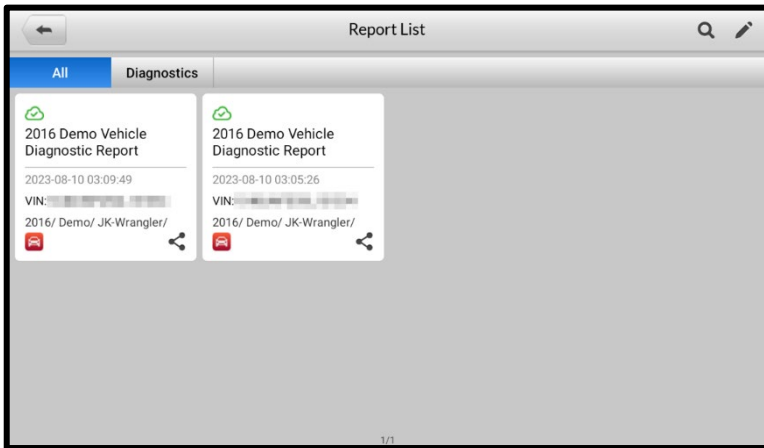 Report List
All
Diagnostics
2016 Demo Vehicle
Diagnostic Report
2023-08-10 03:09:49
VIN:
2016/ Demo/ JK-Wrangler/
2016 Demo Vehicle
Diagnostic Report
2023-08-10 03:05:26
VIN:
2016/ Demo/ JK-Wrangler/
1/1